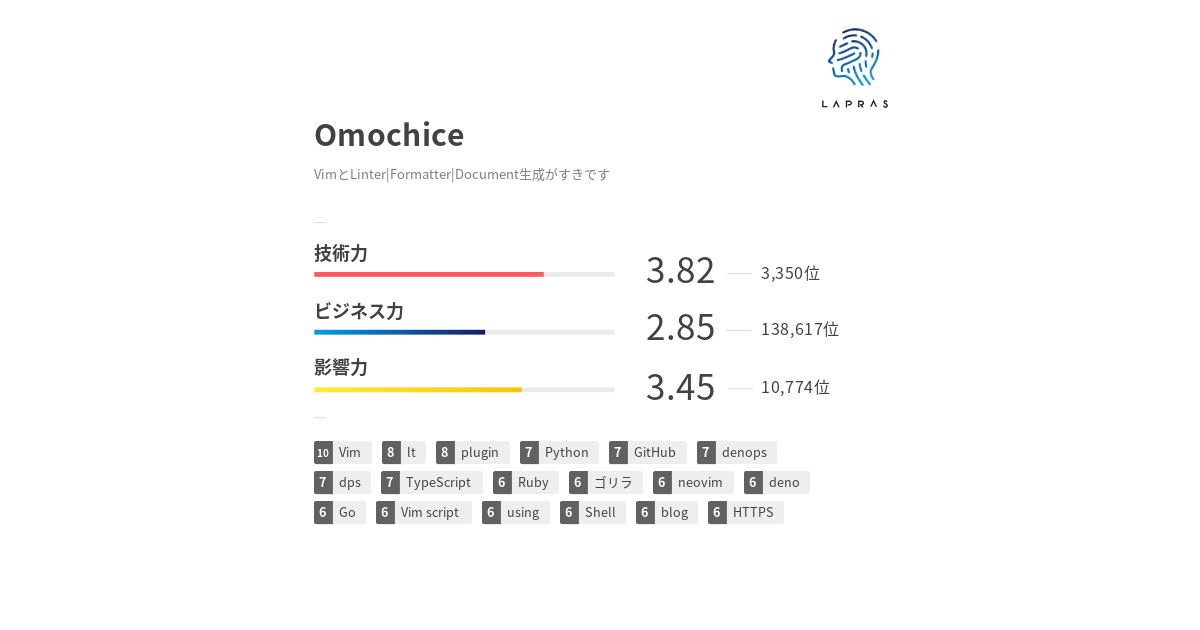 LAPRAS
Omochice
VimとLinter|Formatter|Document生成がすきです
技術力
3.82 3,350位
ビジネス力
2.85 138,617位
影響力
3.45 10,774位
10 Vim 8 lt 8 plugin 7 Python 7 GitHub 7 denops
7 dps 7 TypeScript 6 Ruby 6 ゴリラ 6 neovim 6 deno
6 Go 6 Vim script 6 using 6 Shell 6 blog 6 HTTPS